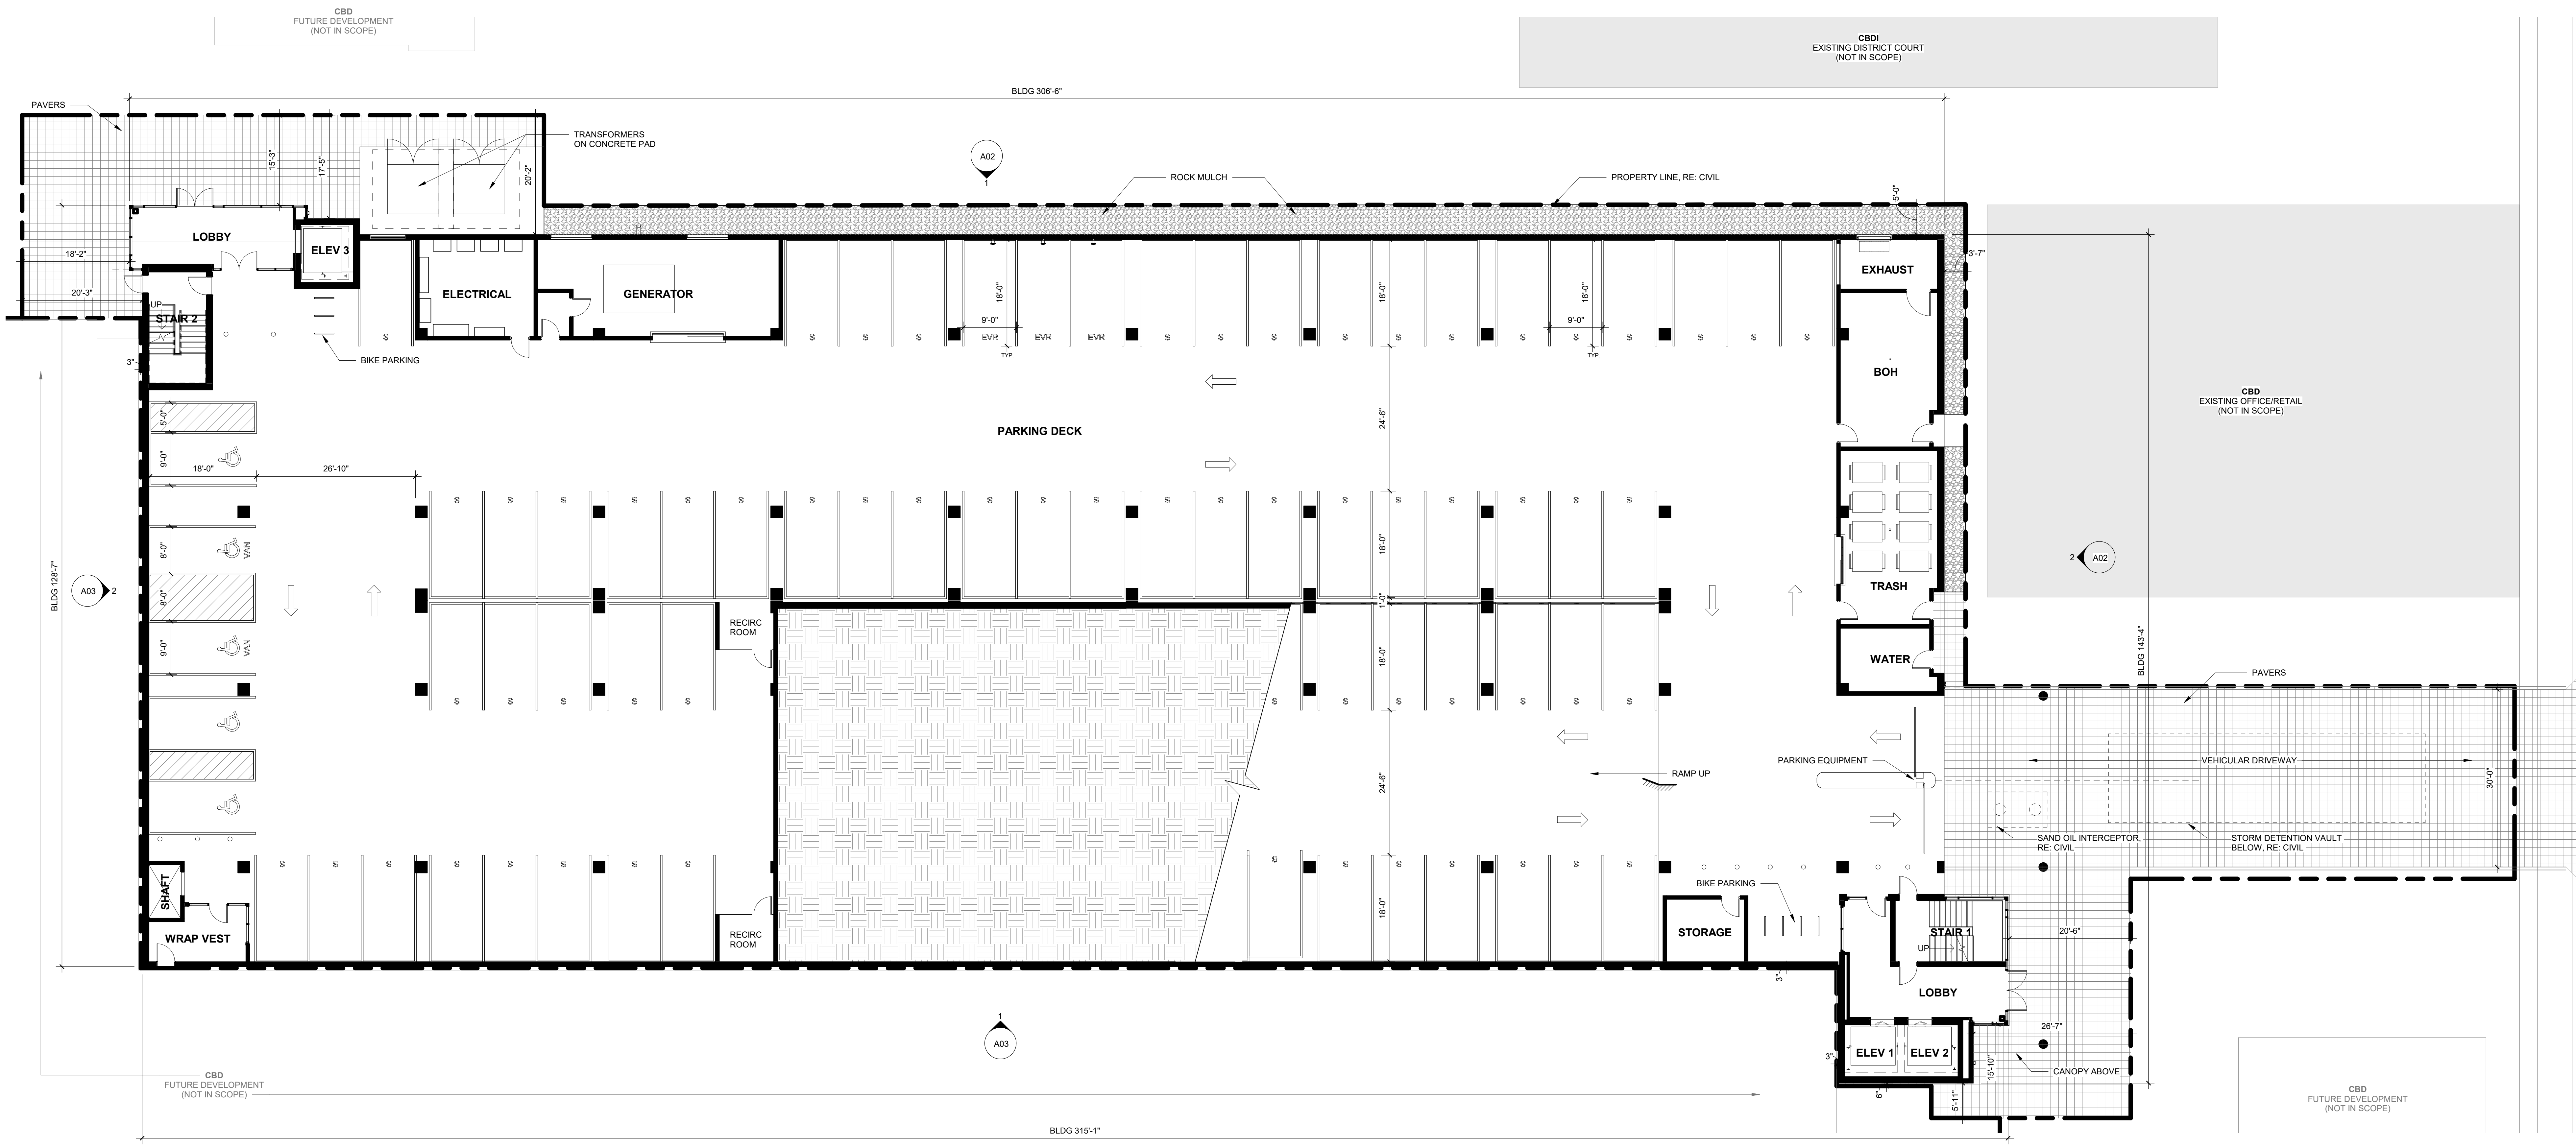 CBD
FUTURE DEVELOPMENT
(NOT IN SCOPE)
CBDI
EXISTING DISTRICT COURT
(NOT IN SCOPE)
BLDG 306'-6"
PAVERS
TRANSFORMERS
ON CONCRETE PAD
A02
1
15'-3"
17'-5"
20'-2"
ROCK MULCH
PROPERTY LINE, RE: CIVIL
5'-0"
3'-7"
LOBBY
ELEV 3
18'-2"
20'-3"
UP
STAIR 2
3"
BIKE PARKING
ELECTRICAL
GENERATOR
EXHAUST
18'-0"
9'-0"
TYP.
18'-0"
18'-0"
9'-0"
TYP.
S
S S S EVR EVR EVR S S S S S S S S S S S S S
BOH
CBD
EXISTING OFFICE/RETAIL
(NOT IN SCOPE)
PARKING DECK
24'-6"
5'-0"
9'-0"
18'-0"
26'-10"
S S S S S S S S S S S S S S S S S S S S S S S
8'-0"
VAN
18'-0"
TRASH
2
A02
BLDG 128'-7"
A03
2
8'-0"
1'-0"
RECIRC
ROOM
9'-0"
VAN
18'-0"
WATER
BLDG 143'-4"
PAVERS
S S S S S
S S S S S S S S
PARKING EQUIPMENT
VEHICULAR DRIVEWAY
RAMP UP
24'-6"
30'-0"
SAND OIL INTERCEPTOR,
RE: CIVIL
STORM DETENTION VAULT
BELOW, RE: CIVIL
S S S S S S S S
S S S S S S S S
SHAFT
WRAP VEST
RECIRC
ROOM
18'-0"
BIKE PARKING
STORAGE
STAIR 1
UP
20'-6"
3"
LOBBY
26'-7"
1
A03
ELEV 1
ELEV 2
3"
15'-10"
CANOPY ABOVE
6"
5'-11"
CBD
FUTURE DEVELOPMENT
(NOT IN SCOPE)
CBD
FUTURE DEVELOPMENT
(NOT IN SCOPE)
BLDG 315'-1"